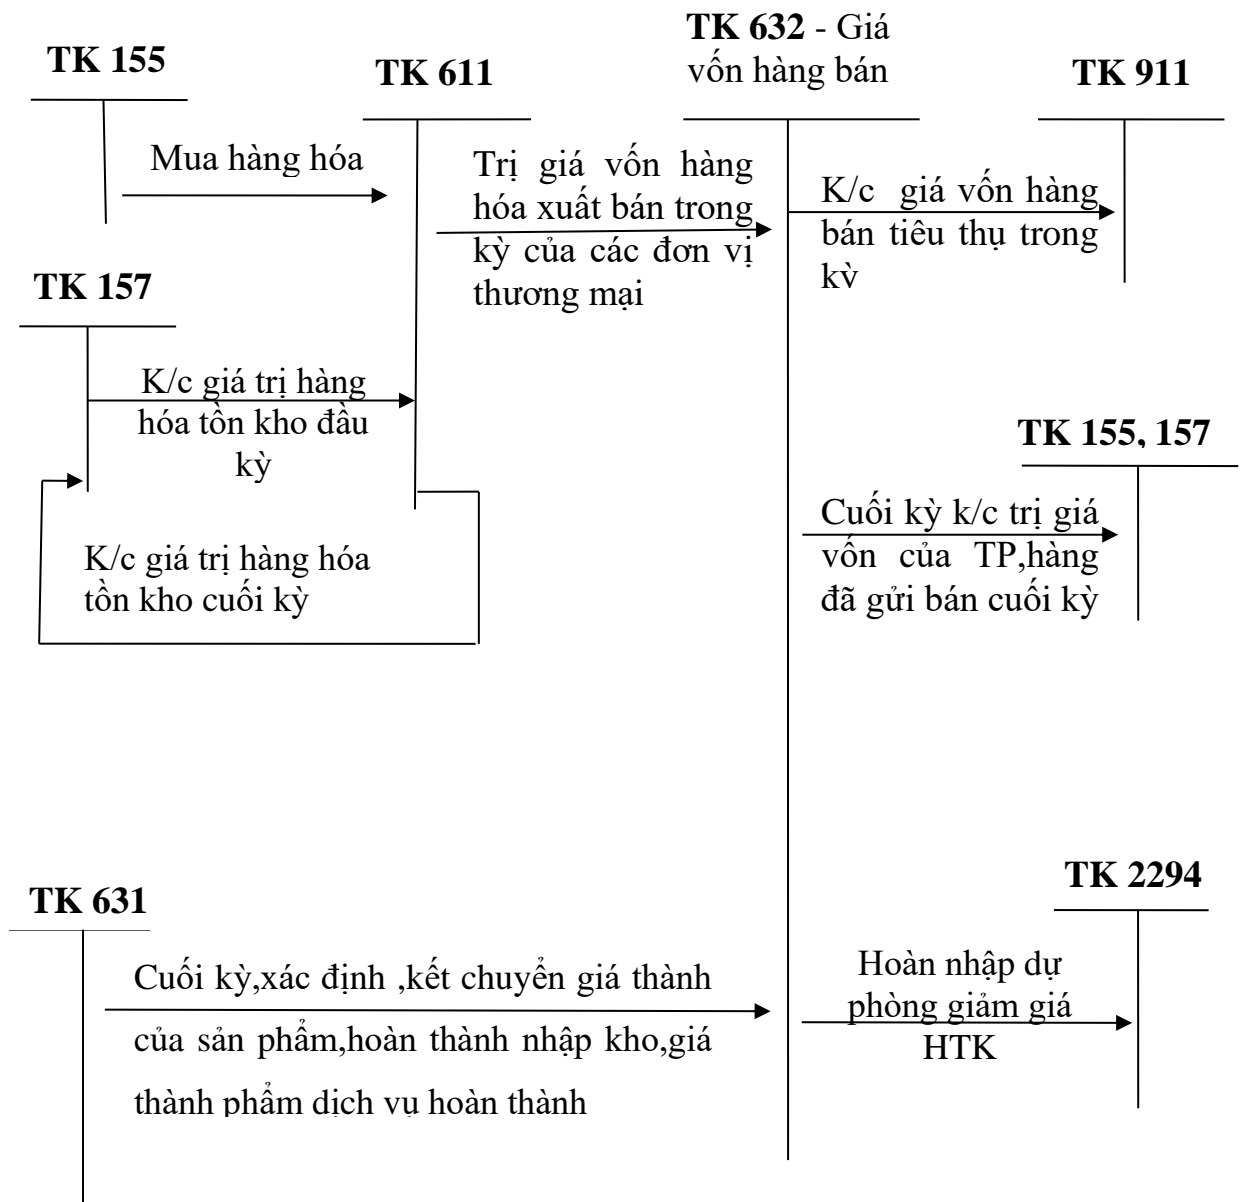 TK 155
Mua hàng hóa
TK 611
TK 632 - Giá
vốn hàng bán
TK 911
Trị giá vốn hàng
hóa xuất bán trong
kỳ của các đơn vị
thương mại
K/c giá vốn hàng
bán tiêu thụ trong
kỳ
TK 157
K/c giá trị hàng
hóa tồn kho đầu
kỳ
K/c giá trị hàng hóa
tồn kho cuối kỳ
TK 155, 157
Cuối kỳ k/c trị giá
vốn của TP,hàng
đã gửi bán cuối kỳ
TK 631
Cuối kỳ,xác định ,kết chuyển giá thành
của sản phẩm,hoàn thành nhập kho,giá
thành phẩm dịch vụ hoàn thành
TK 2294
Hoàn nhập dự
phòng giảm giá
HTK